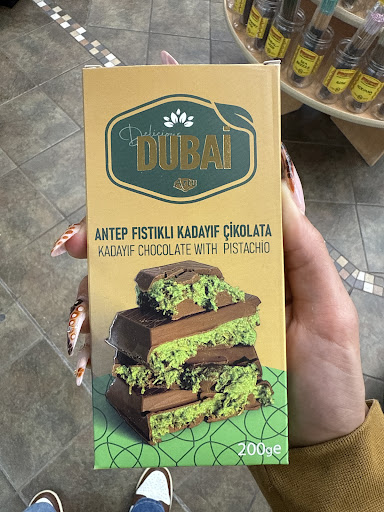 Delicious
DUBAİ
ANTEP FISTIKLI KADAYIF ÇİKOLATA
KADAYIF CHOCOLATE WITH PISTACHIO
200ge